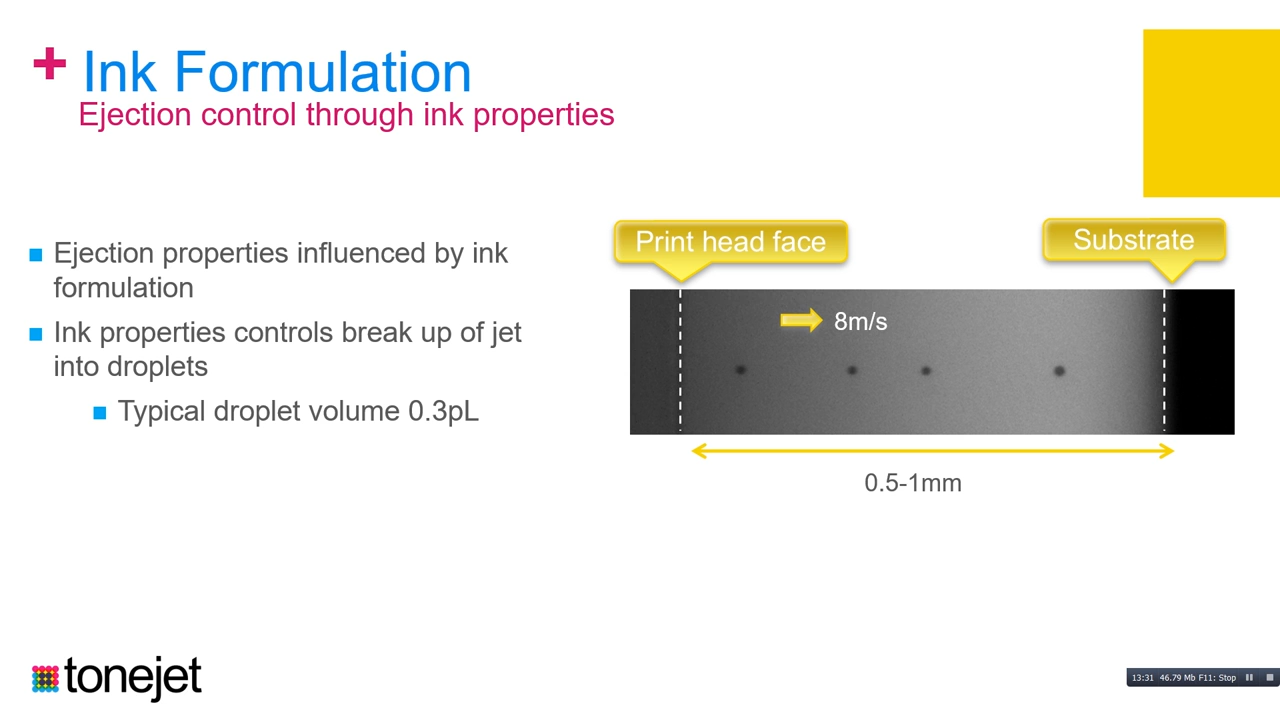 Ink Formulation
Ejection control through ink properties
Ejection properties influenced by ink
formulation
Ink properties controls break up of jet
into droplets
Typical droplet volume 0.3pL
Print head face
Substrate
8m/s
0.5-1mm
tonejet
13:31 46.79 Mb F11: Stop